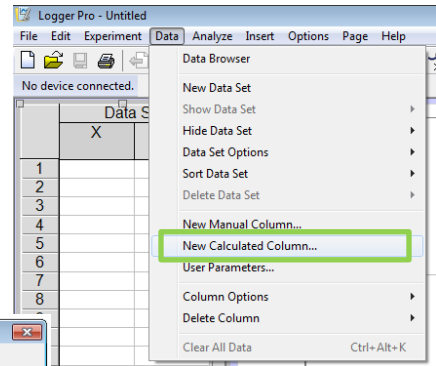 Logger Pro - Untitled
File Edit Experiment Data Analyze Insert Options Page Help
No device connected.
Data S
X
1
2
3
4
5
6
7
8
Data Browser
New Data Set
Show Data Set
Hide Data Set
Data Set Options
Sort Data Set
Delete Data Set
New Manual Column...
New Calculated Column...
User Parameters...
Column Options
Delete Column
Clear All Data Ctrl+Alt+K